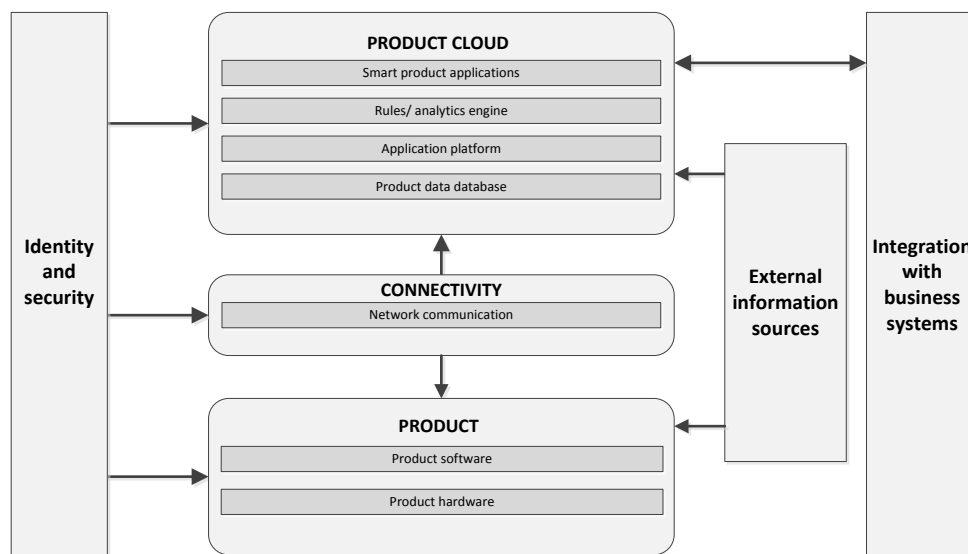 PRODUCT CLOUD
Smart product applications
Rules/ analytics engine
Application platform
Product data database
Identity
and
security
CONNECTIVITY
Network communication
External
information
sources
Integration
with
business
systems
PRODUCT
Product software
Product hardware